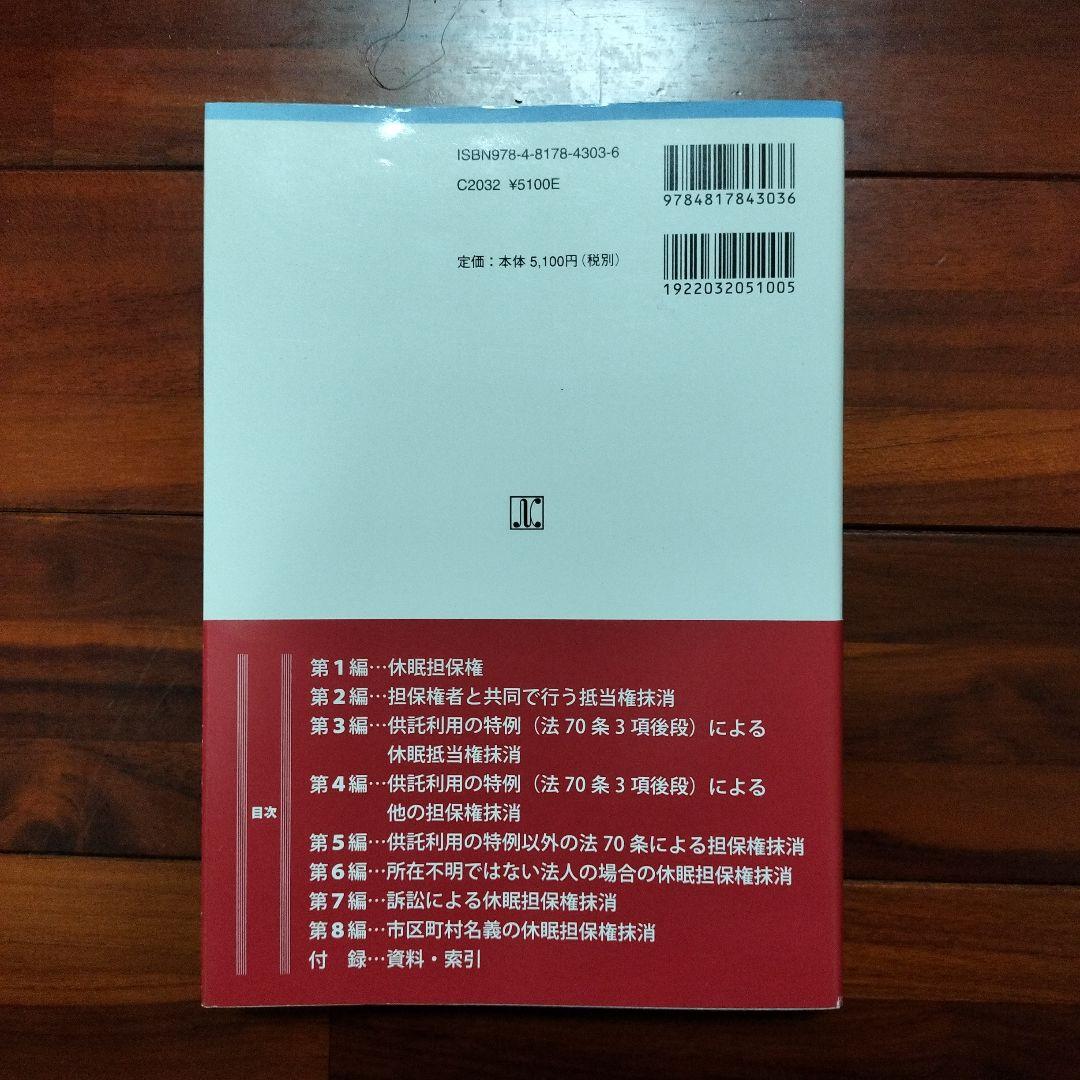 ISBN978-4-8178-4303-6
C2032 ¥5100E
9784817843036
定価：本体 5,100円（税別）
1922032051005
目次
第1編…休眠担保権
第2編…担保権者と共同で行う抵当権抹消
第3編…供託利用の特例（法 70 条 3 項後段）による
休眠抵当権抹消
第4編…供託利用の特例（法 70 条 3 項後段）による
他の担保権抹消
第5編…供託利用の特例以外の法 70 条による担保権抹消
第6編…所在不明ではない法人の場合の休眠担保権抹消
第7編…訴訟による休眠担保権抹消
第8編…市区町村名義の休眠担保権抹消
付　録…資料・索引